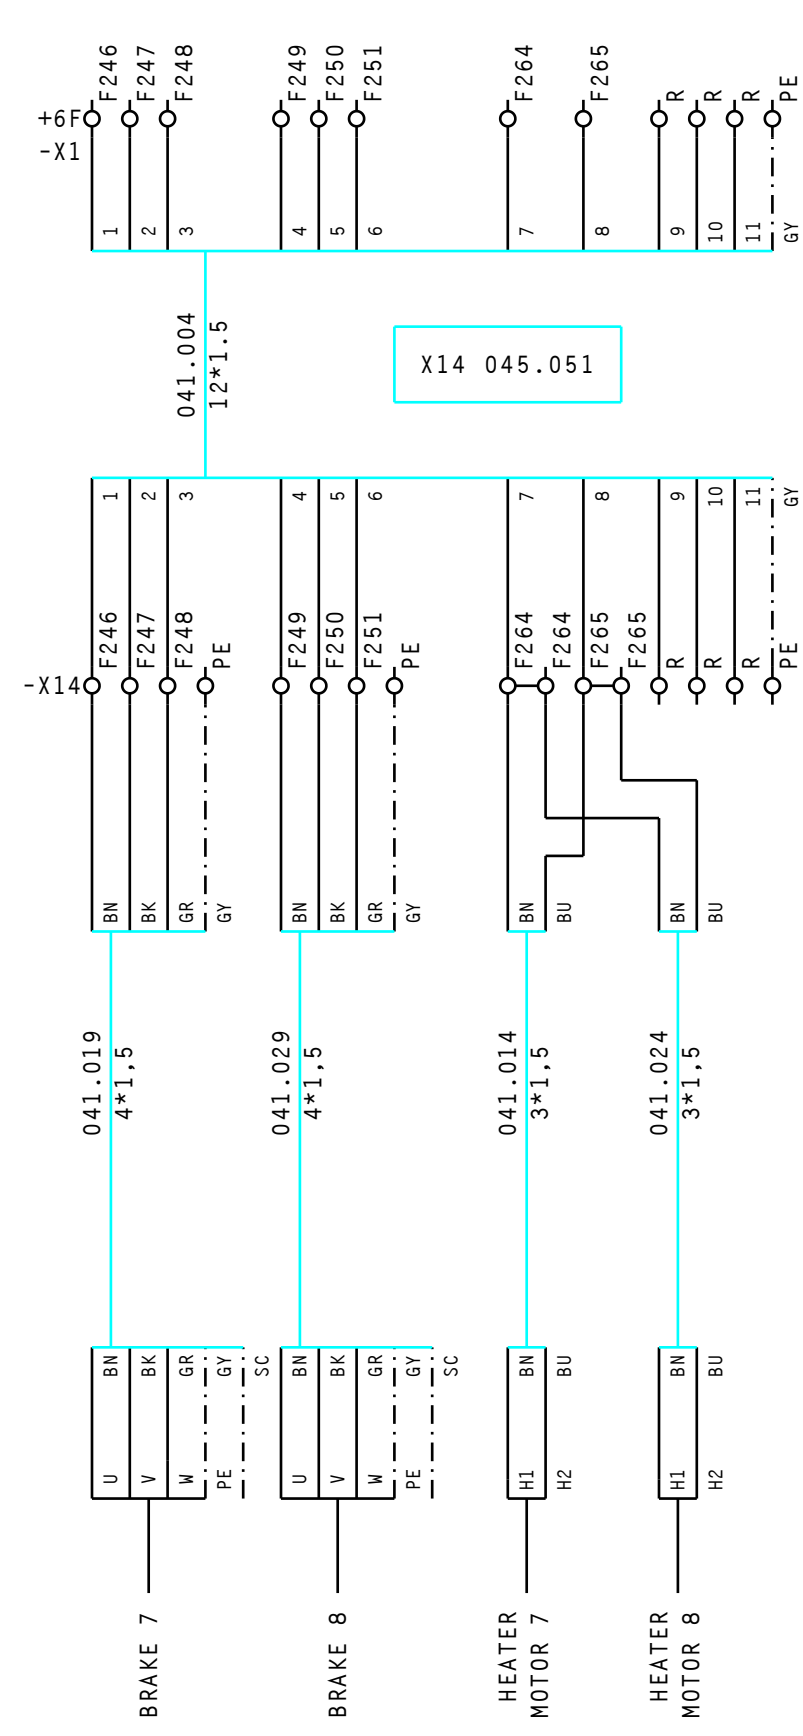 F246
F247
F248
F249
F250
F251
F264
F265
R
R
R
PE
+6F
-X1
1
2
3
4
5
6
7
8
9
10
11
GY
041.004
12*1.5
X14 045.051
1
2
3
4
5
6
7
8
9
10
11
GY
F246
F247
F248
PE
F249
F250
F251
PE
F264
F264
F265
F265
R
R
R
PE
-X14
BN
BK
GR
GY
BN
BK
GR
GY
BN
BU
BN
BU
041.019
4*1,5
041.029
4*1,5
041.014
3*1,5
041.024
3*1,5
BN
BK
GR
GY
SC
BN
BK
GR
GY
SC
BN
BU
BN
BU
U
V
W
PE
U
V
W
PE
H1
H2
H1
H2
BRAKE 7
BRAKE 8
HEATER
MOTOR 7
HEATER
MOTOR 8